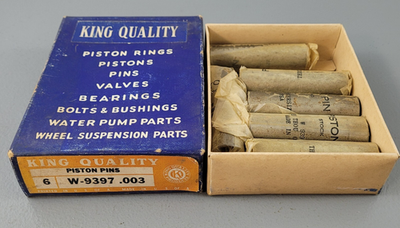 KING QUALITY
PISTON RINGS
PISTONS
PINS
VALVES
BEARINGS
BOLTS & BUSHINGS
WATER PUMP PARTS
WHEEL SUSPENSION PARTS
KING QUALITY
PISTON PINS
6 W-9397 .003
K
PIN
PISTON